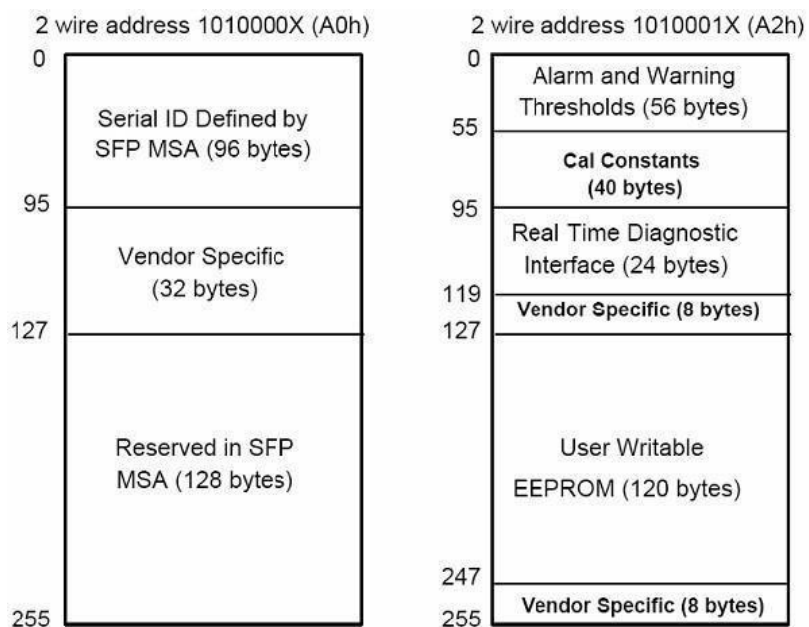 2 wire address 1010000X (A0h)
0
Serial ID Defined by
SFP MSA (96 bytes)
95
Vendor Specific
(32 bytes)
127
Reserved in SFP
MSA (128 bytes)
255
2 wire address 1010001X (A2h)
0
Alarm and Warning
Thresholds (56 bytes)
55
Cal Constants
(40 bytes)
95
Real Time Diagnostic
Interface (24 bytes)
119
Vendor Specific (8 bytes)
127
User Writable
EEPROM (120 bytes)
247
Vendor Specific (8 bytes)
255